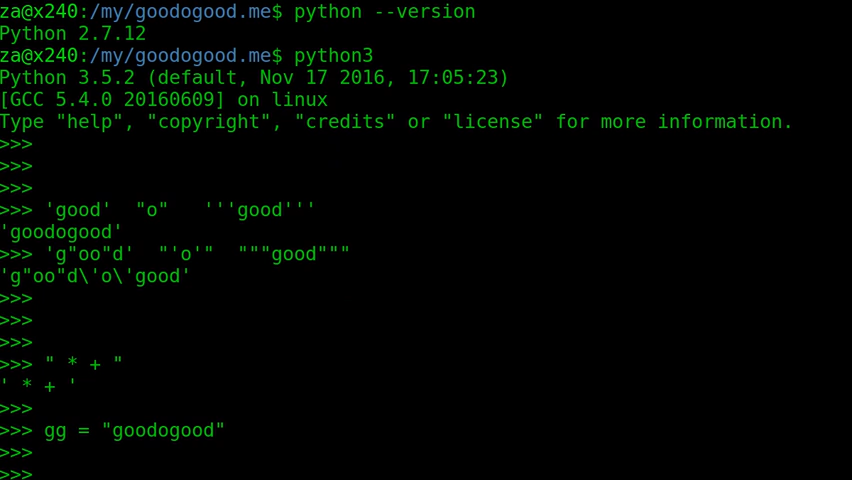 za@x240:/my/goodogood.me$ python --version
Python 2.7.12
za@x240:/my/goodogood.me$ python3
Python 3.5.2 (default, Nov 17 2016, 17:05:23)
[GCC 5.4.0 20160609] on linux
Type "help", "copyright", "credits" or "license" for more information.
>>>
>>>
>>>
>>> 'good'  "o"   '''good'''
'goodogood'
>>> 'g"oo"d'  "'o'"  """good"""
'g"oo"d\'o\'good'
>>>
>>>
>>>
>>> " * + "
' * + '
>>>
>>> gg = "goodogood"
>>>
>>>